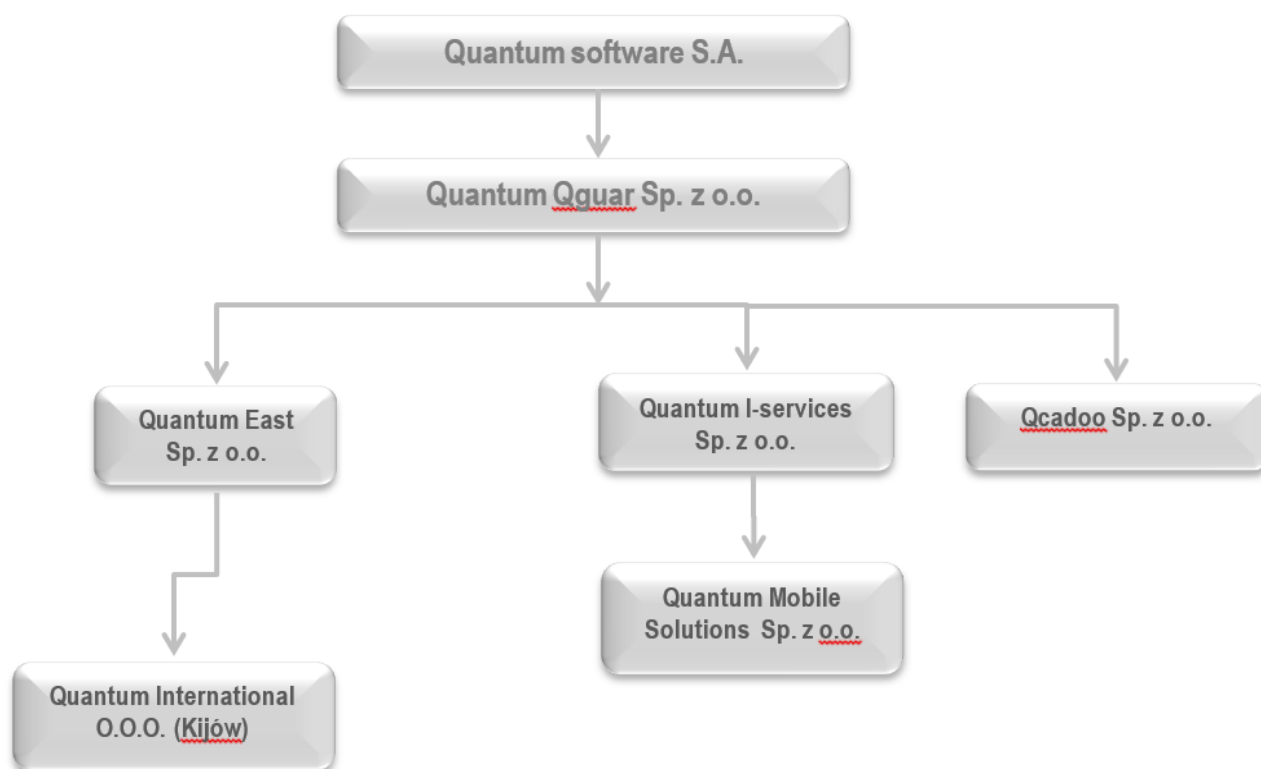 Quantum software S.A.
Quantum Qguar Sp. z o.o.
Quantum East
Sp. z o.o.
Quantum I-services
Sp. z o.o.
Qcadoo Sp. z o.o.
Quantum Mobile
Solutions Sp. z o.o.
Quantum International
O.O.O. (Kijów)